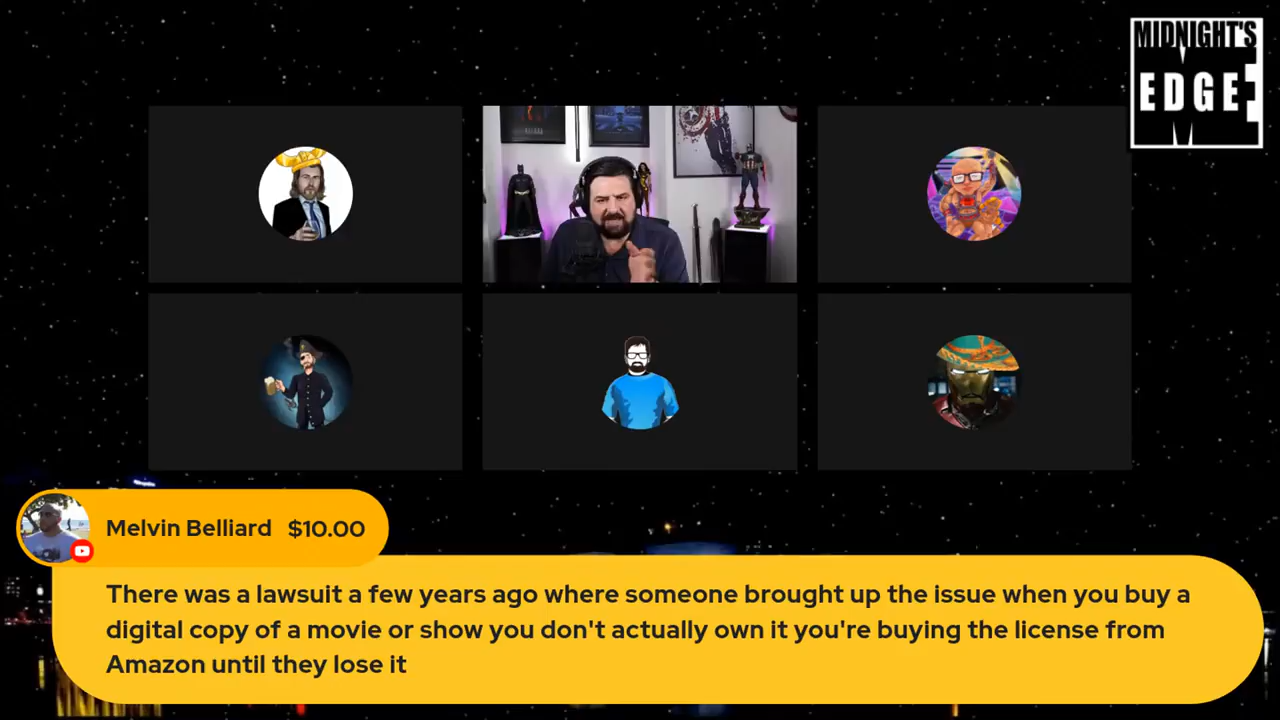 MIDNIGHT'S
EDGE
Melvin Belliard $10.00
There was a lawsuit a few years ago where someone brought up the issue when you buy a
digital copy of a movie or show you don't actually own it you're buying the license from
Amazon until they lose it